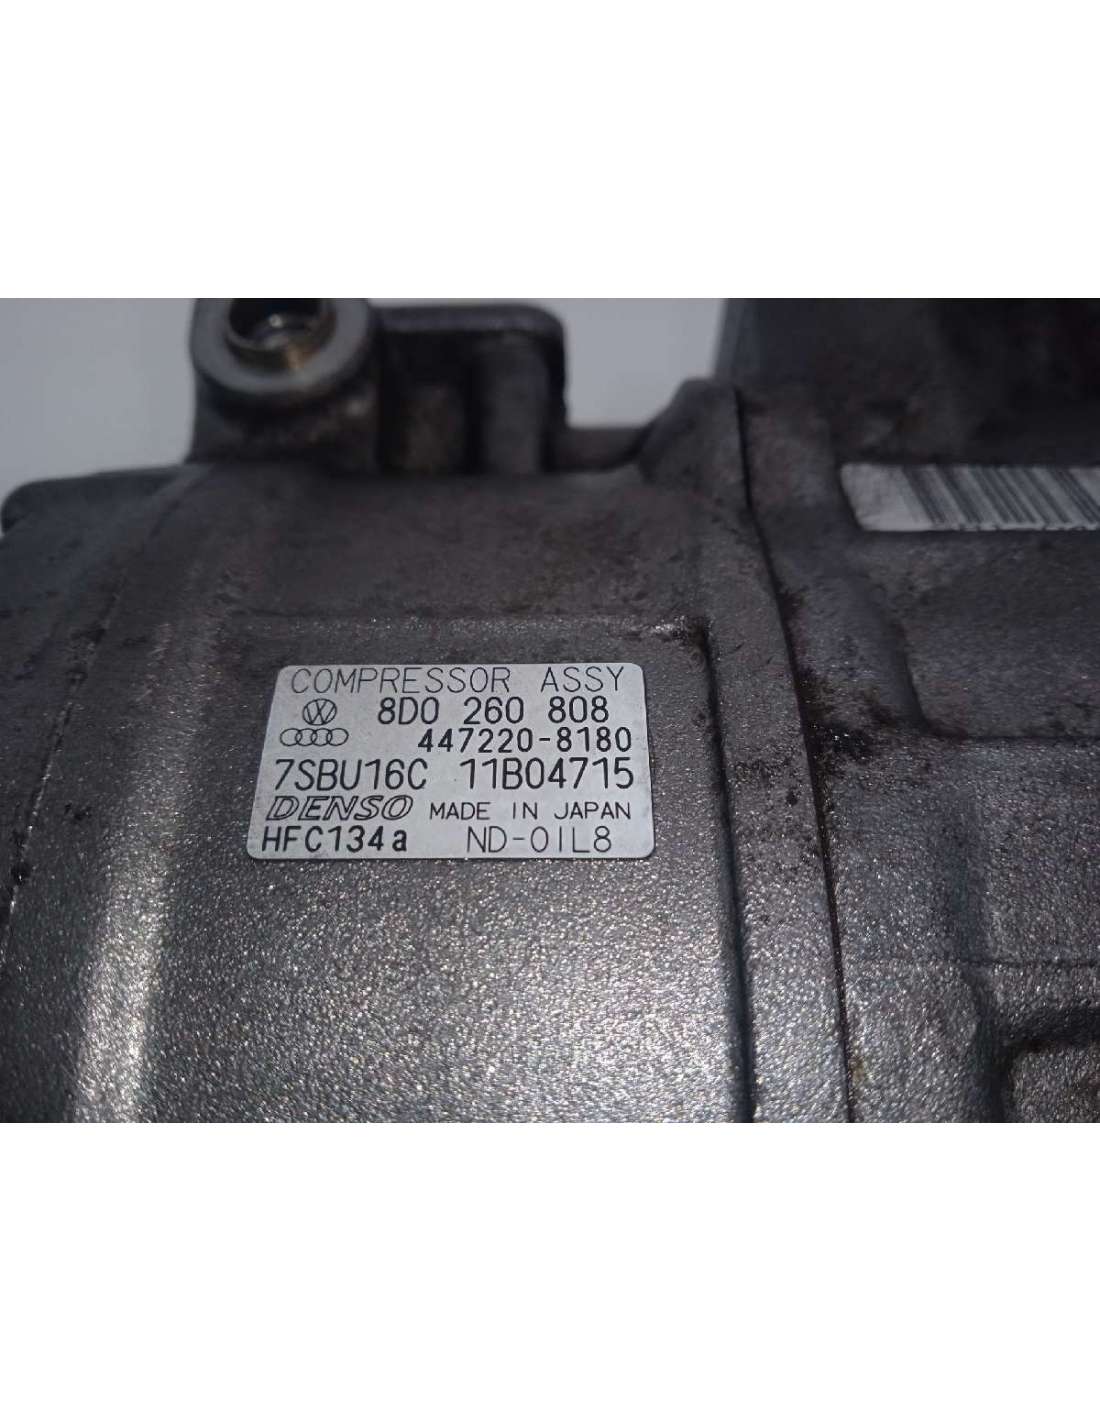 COMPRESSOR ASSY
8D0 260 808
447220-8180
7SBU16C 11B04715
DENSO MADE IN JAPAN
HFC134a ND-OIL8